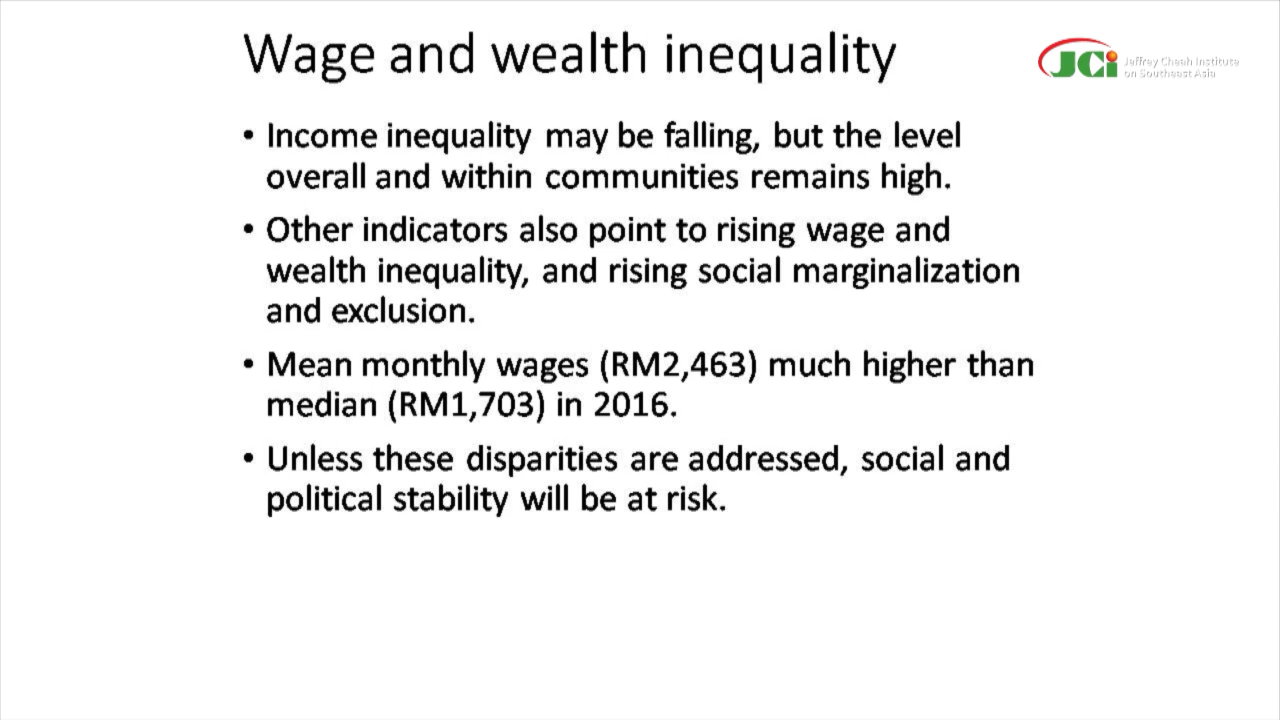 Wage and wealth inequality
JCi
Jeffrey Cheah Institute
on Southeast Asia
• Income inequality may be falling, but the level
overall and within communities remains high.
• Other indicators also point to rising wage and
wealth inequality, and rising social marginalization
and exclusion.
• Mean monthly wages (RM2,463) much higher than
median (RM1,703) in 2016.
• Unless these disparities are addressed, social and
political stability will be at risk.